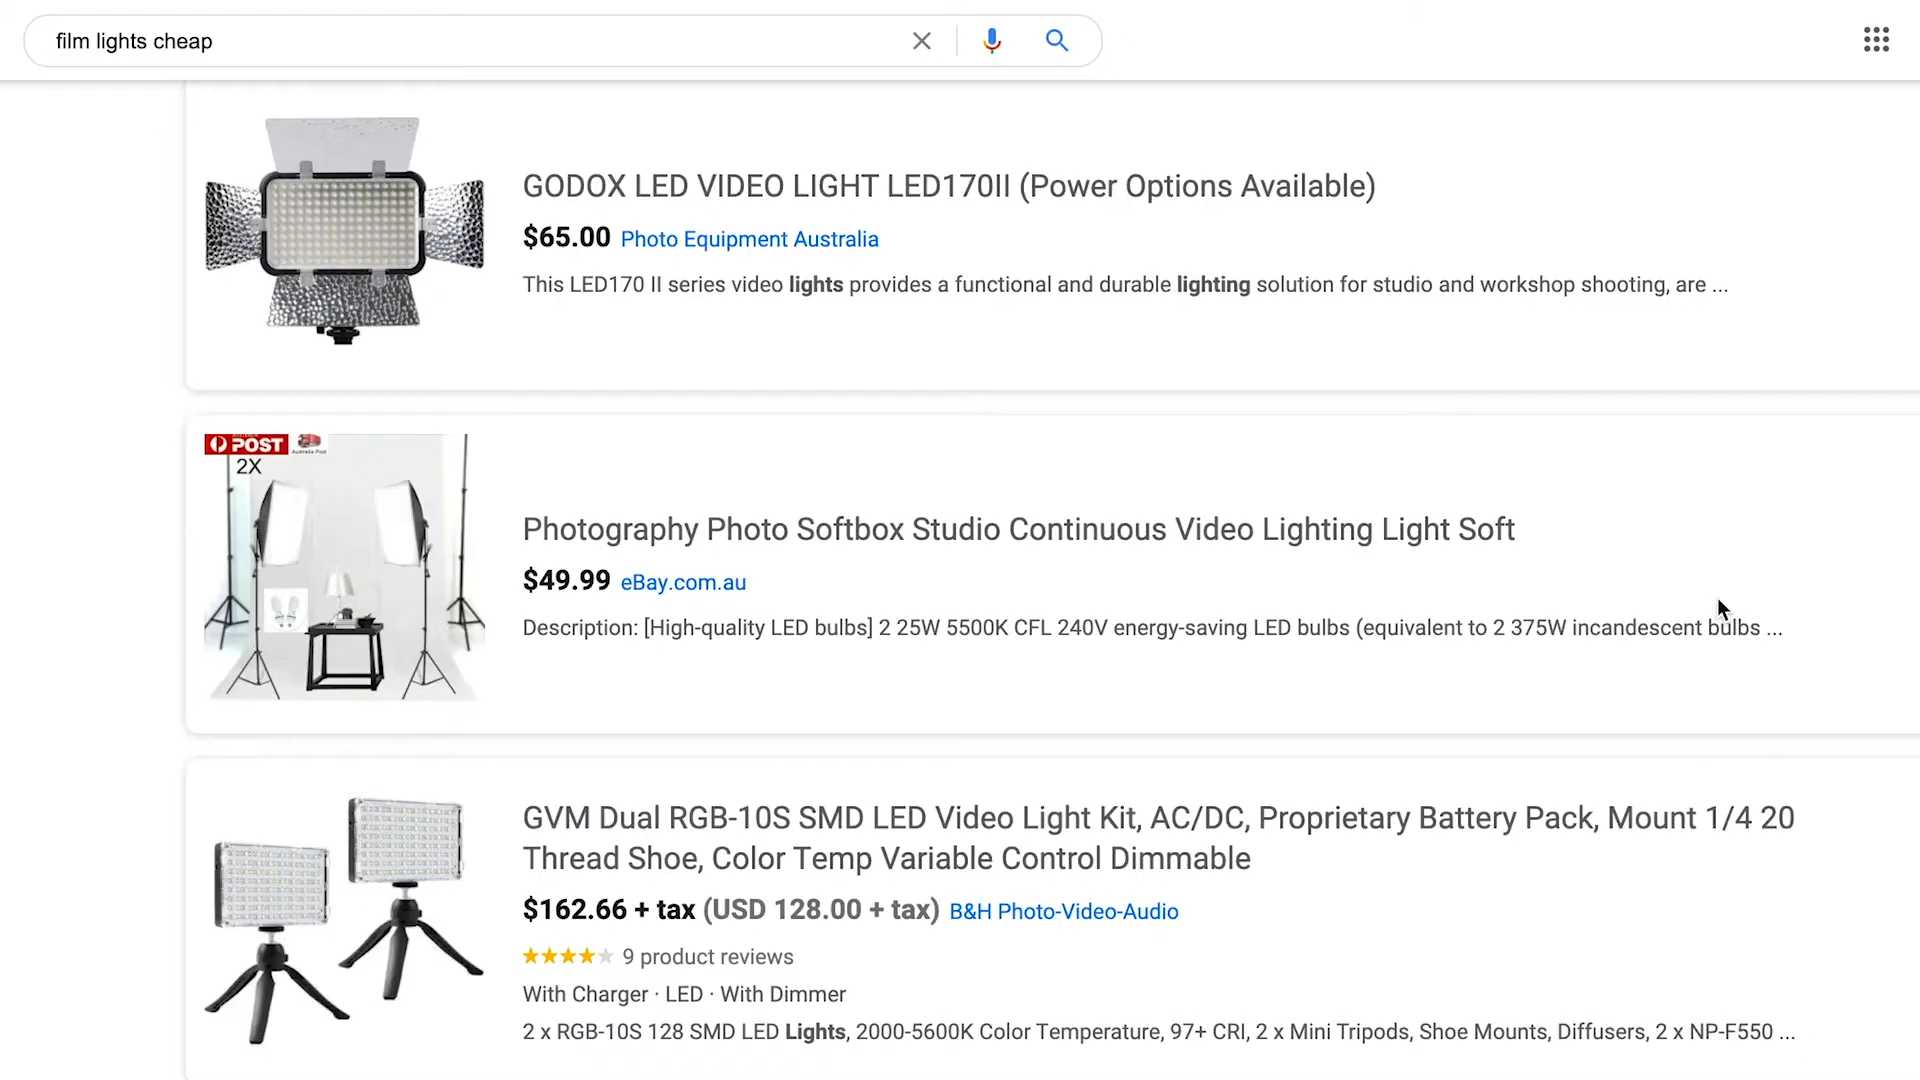 film lights cheap
GODOX LED VIDEO LIGHT LED170II (Power Options Available)
$65.00 Photo Equipment Australia
This LED170 II series video lights provides a functional and durable lighting solution for studio and workshop shooting, are ...
POST
Australia Post
2X
Photography Photo Softbox Studio Continuous Video Lighting Light Soft
$49.99 eBay.com.au
Description: [High-quality LED bulbs] 2 25W 5500K CFL 240V energy-saving LED bulbs (equivalent to 2 375W incandescent bulbs ...
GVM Dual RGB-10S SMD LED Video Light Kit, AC/DC, Proprietary Battery Pack, Mount 1/4 20
Thread Shoe, Color Temp Variable Control Dimmable
$162.66 + tax (USD 128.00 + tax) B&H Photo-Video-Audio
9 product reviews
With Charger · LED · With Dimmer
2 x RGB-10S 128 SMD LED Lights, 2000-5600K Color Temperature, 97+ CRI, 2 x Mini Tripods, Shoe Mounts, Diffusers, 2 x NP-F550 ...